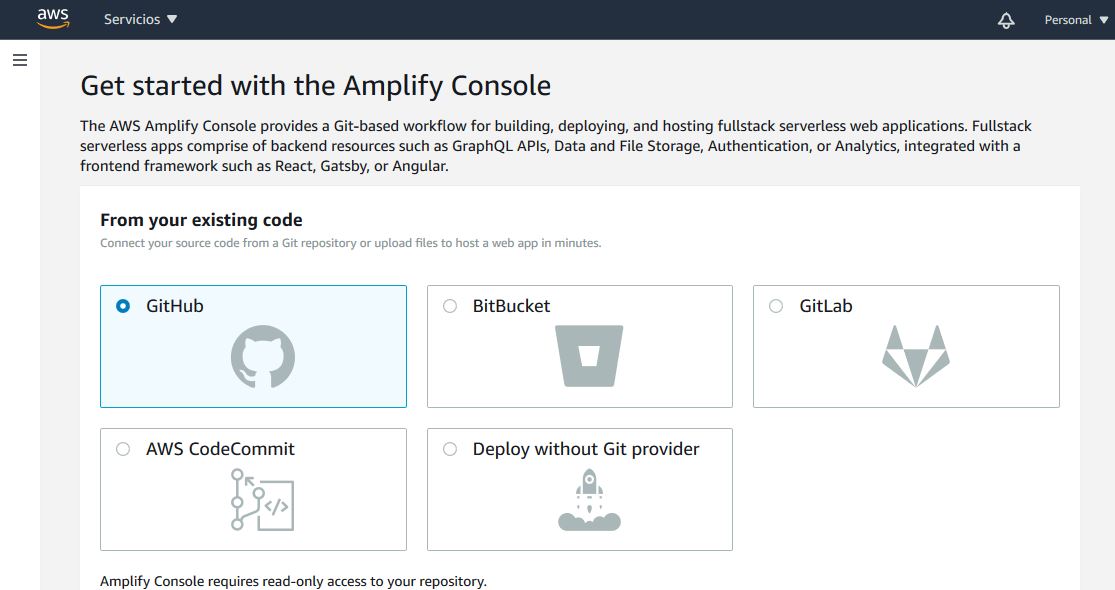 aws
Servicios
Personal
Get started with the Amplify Console
The AWS Amplify Console provides a Git-based workflow for building, deploying, and hosting fullstack serverless web applications. Fullstack
serverless apps comprise of backend resources such as GraphQL APIs, Data and File Storage, Authentication, or Analytics, integrated with a
frontend framework such as React, Gatsby, or Angular.
From your existing code
Connect your source code from a Git repository or upload files to host a web app in minutes.
GitHub
BitBucket
GitLab
AWS CodeCommit
Deploy without Git provider
</>
Amplify Console requires read-only access to your repository.